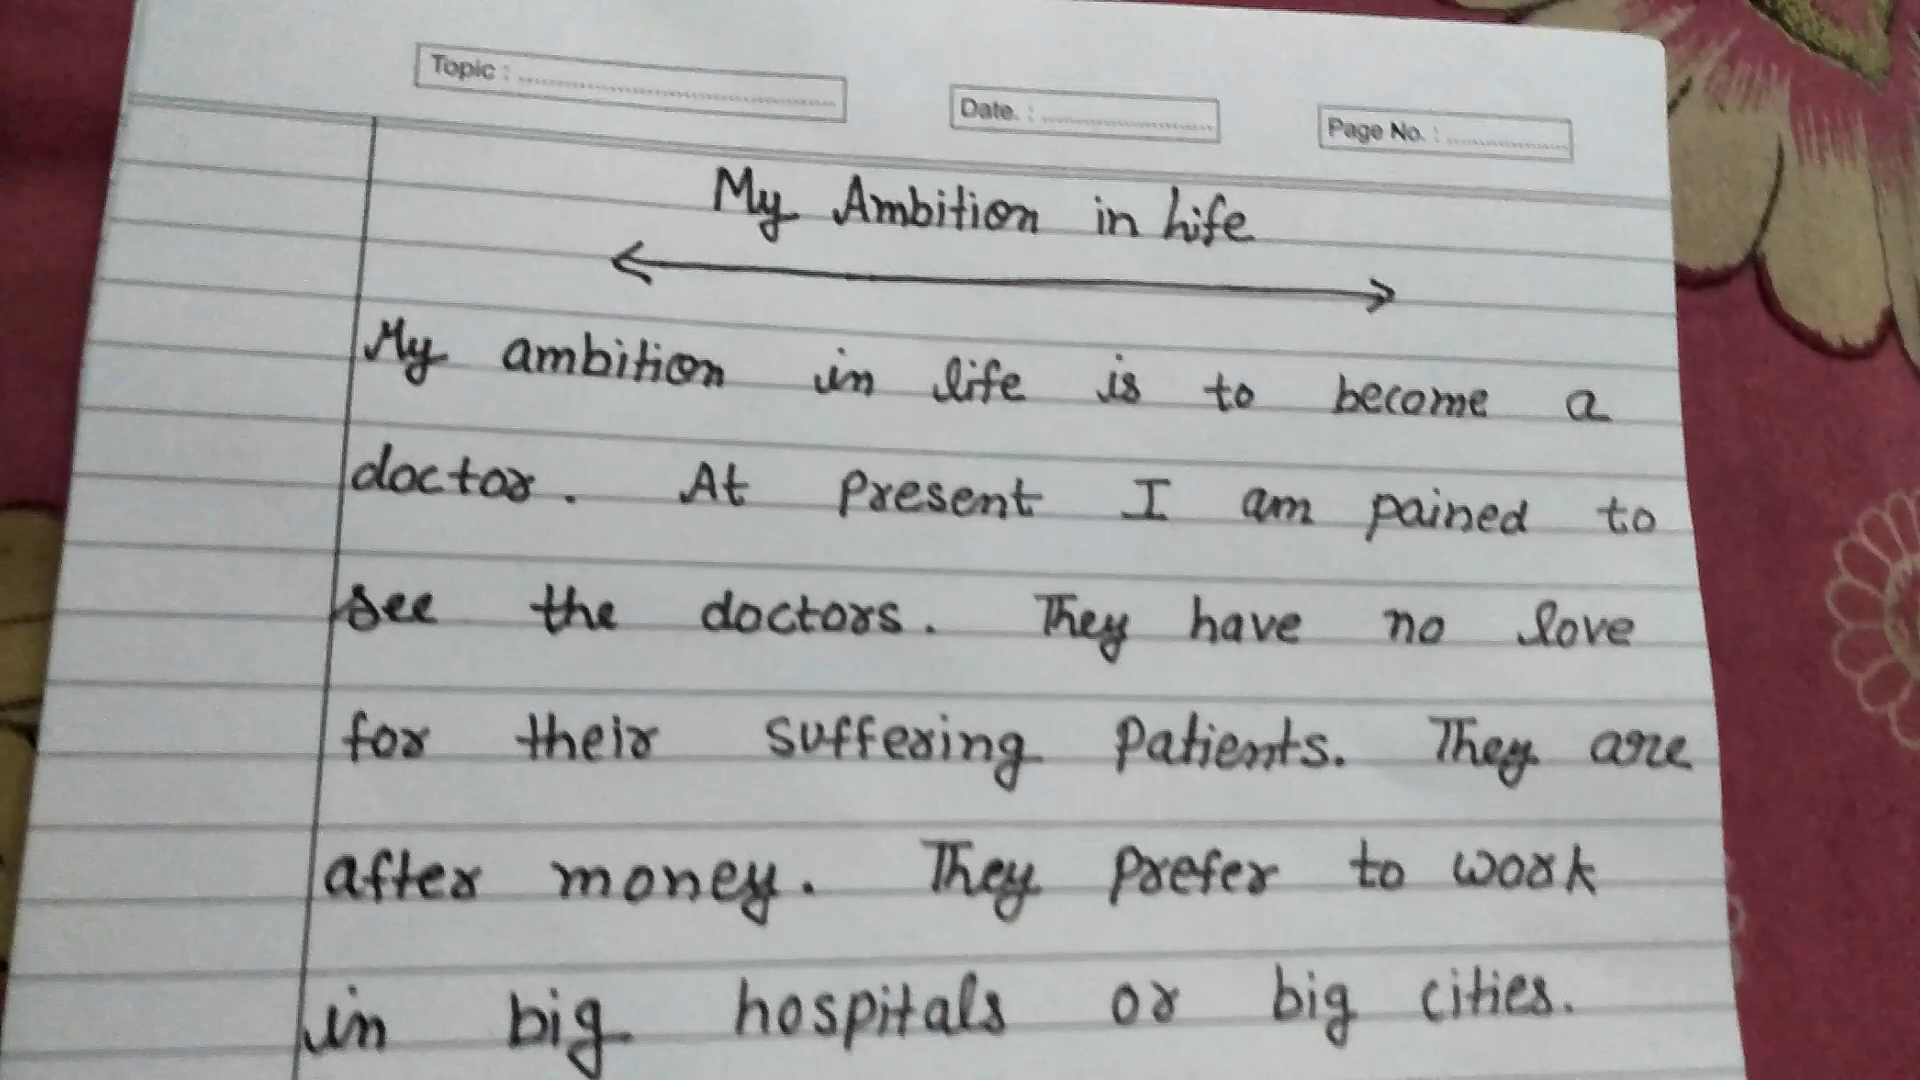 Topic : ........................
Date. : ........................
Page No. : ........................
My Ambition in Life
My ambition in life is to become a
doctor. At Present I am pained to
see the doctors. They have no love
for their suffering Patients. They are
after money. They Prefer to work
in big hospitals or big cities.